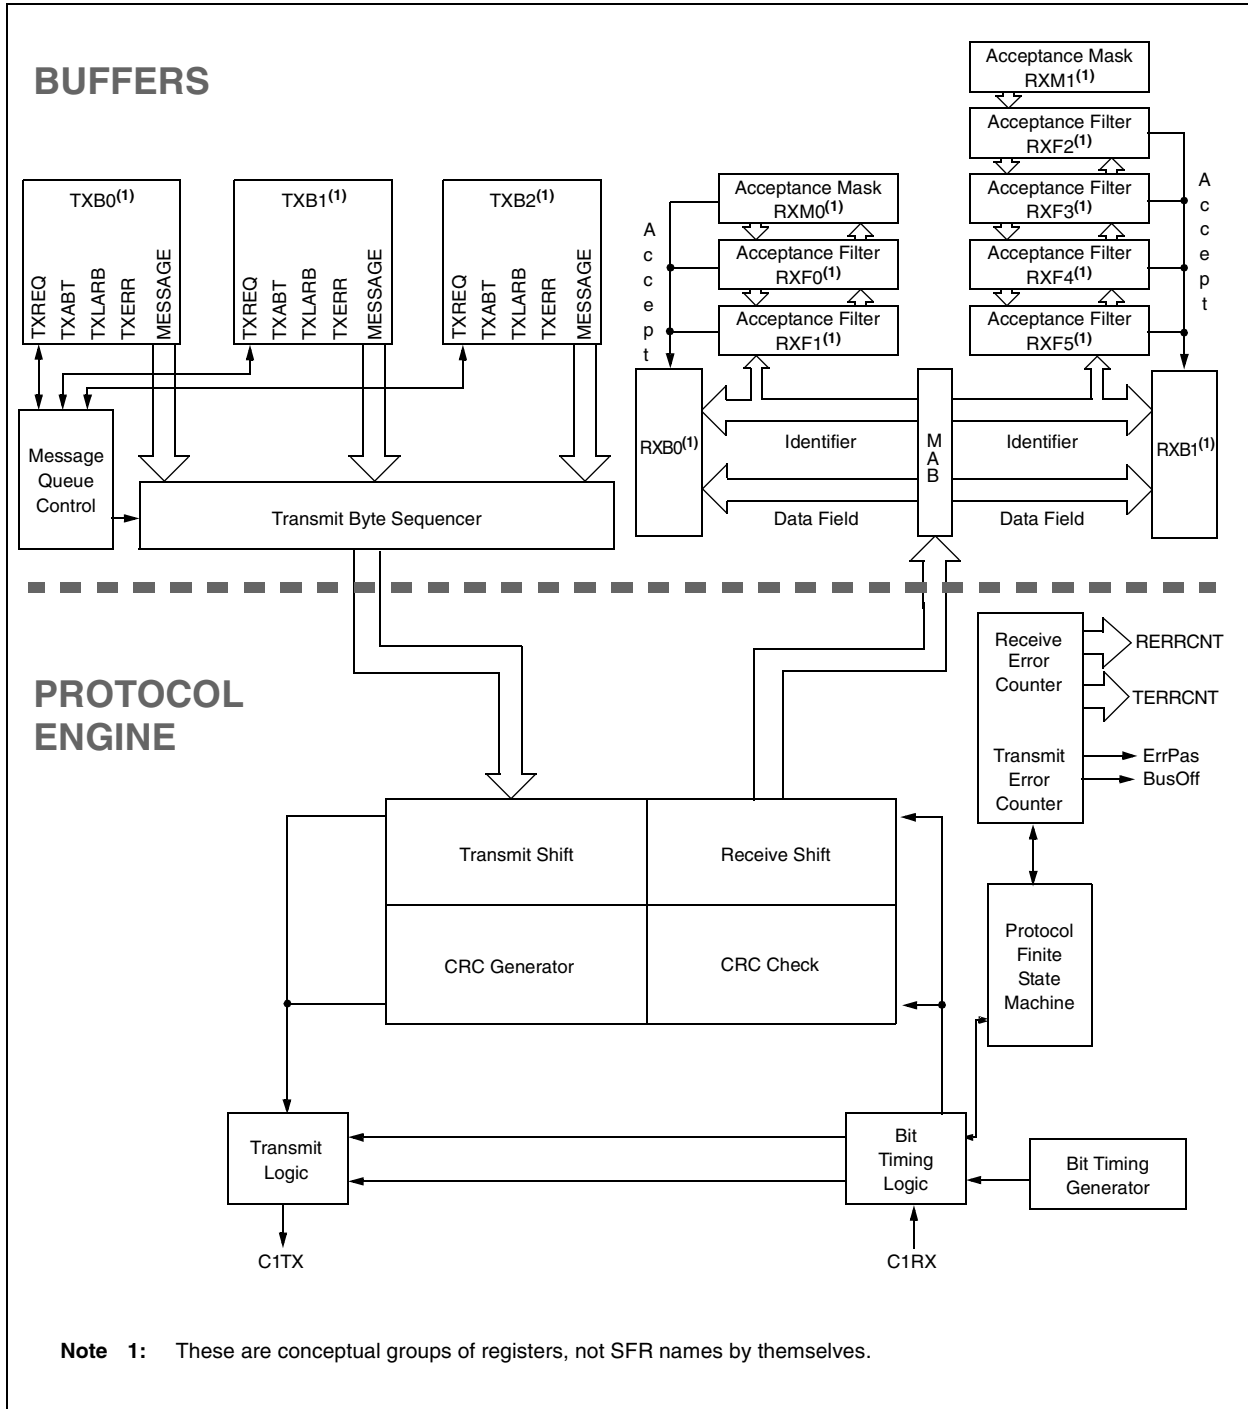 BUFFERS
Acceptance Mask
RXM1(1)
Acceptance Filter
RXF2(1)
Acceptance Filter
RXF3(1)
Acceptance Filter
RXF4(1)
Acceptance Filter
RXF5(1)
Accept
Acceptance Mask
RXM0(1)
Acceptance Filter
RXF0(1)
Acceptance Filter
RXF1(1)
Accept
TXB0(1)
TXREQ
TXABT
TXLARB
TXERR
MESSAGE
TXB1(1)
TXREQ
TXABT
TXLARB
TXERR
MESSAGE
TXB2(1)
TXREQ
TXABT
TXLARB
TXERR
MESSAGE
Message
Queue
Control
Transmit Byte Sequencer
RXB0(1)
Identifier
Data Field
MAB
Identifier
Data Field
RXB1(1)
PROTOCOL
ENGINE
Receive
Error
Counter
Transmit
Error
Counter
RERRCNT
TERRCNT
ErrPas
BusOff
Transmit Shift
Receive Shift
CRC Generator
CRC Check
Protocol
Finite
State
Machine
Transmit
Logic
Bit
Timing
Logic
Bit Timing
Generator
C1TX
C1RX
Note 1: These are conceptual groups of registers, not SFR names by themselves.